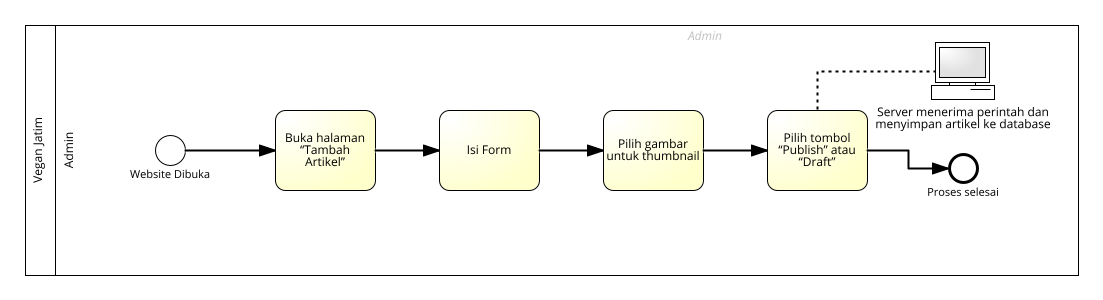 Admin
Vegan Jatim
Admin
Website Dibuka
Buka halaman
“Tambah
Artikel”
Isi Form
Pilih gambar
untuk thumbnail
Pilih tombol
“Publish” atau
“Draft”
Server menerima perintah dan
menyimpan artikel ke database
Proses selesai